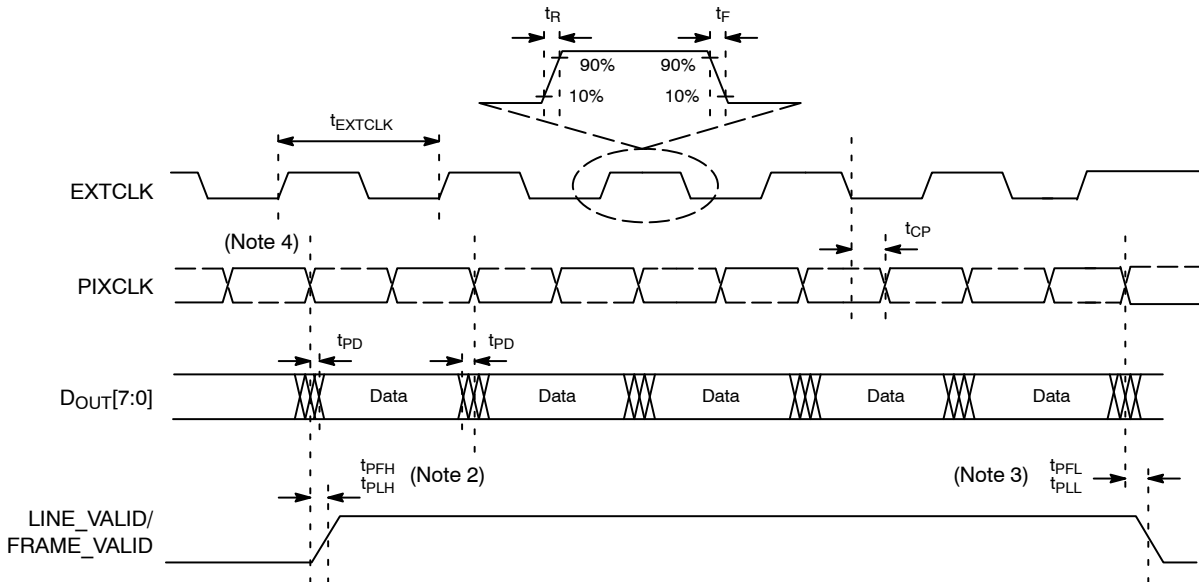 tR tF
90% 90%
10% 10%
tEXTCLK
EXTCLK
tCP
(Note 4)
PIXCLK
tPD tPD
DOUT[7:0] Data Data Data Data Data
tPFH
tPLH
(Note 2)
(Note 3)
tPFL
tPLL
LINE_VALID/
FRAME_VALID